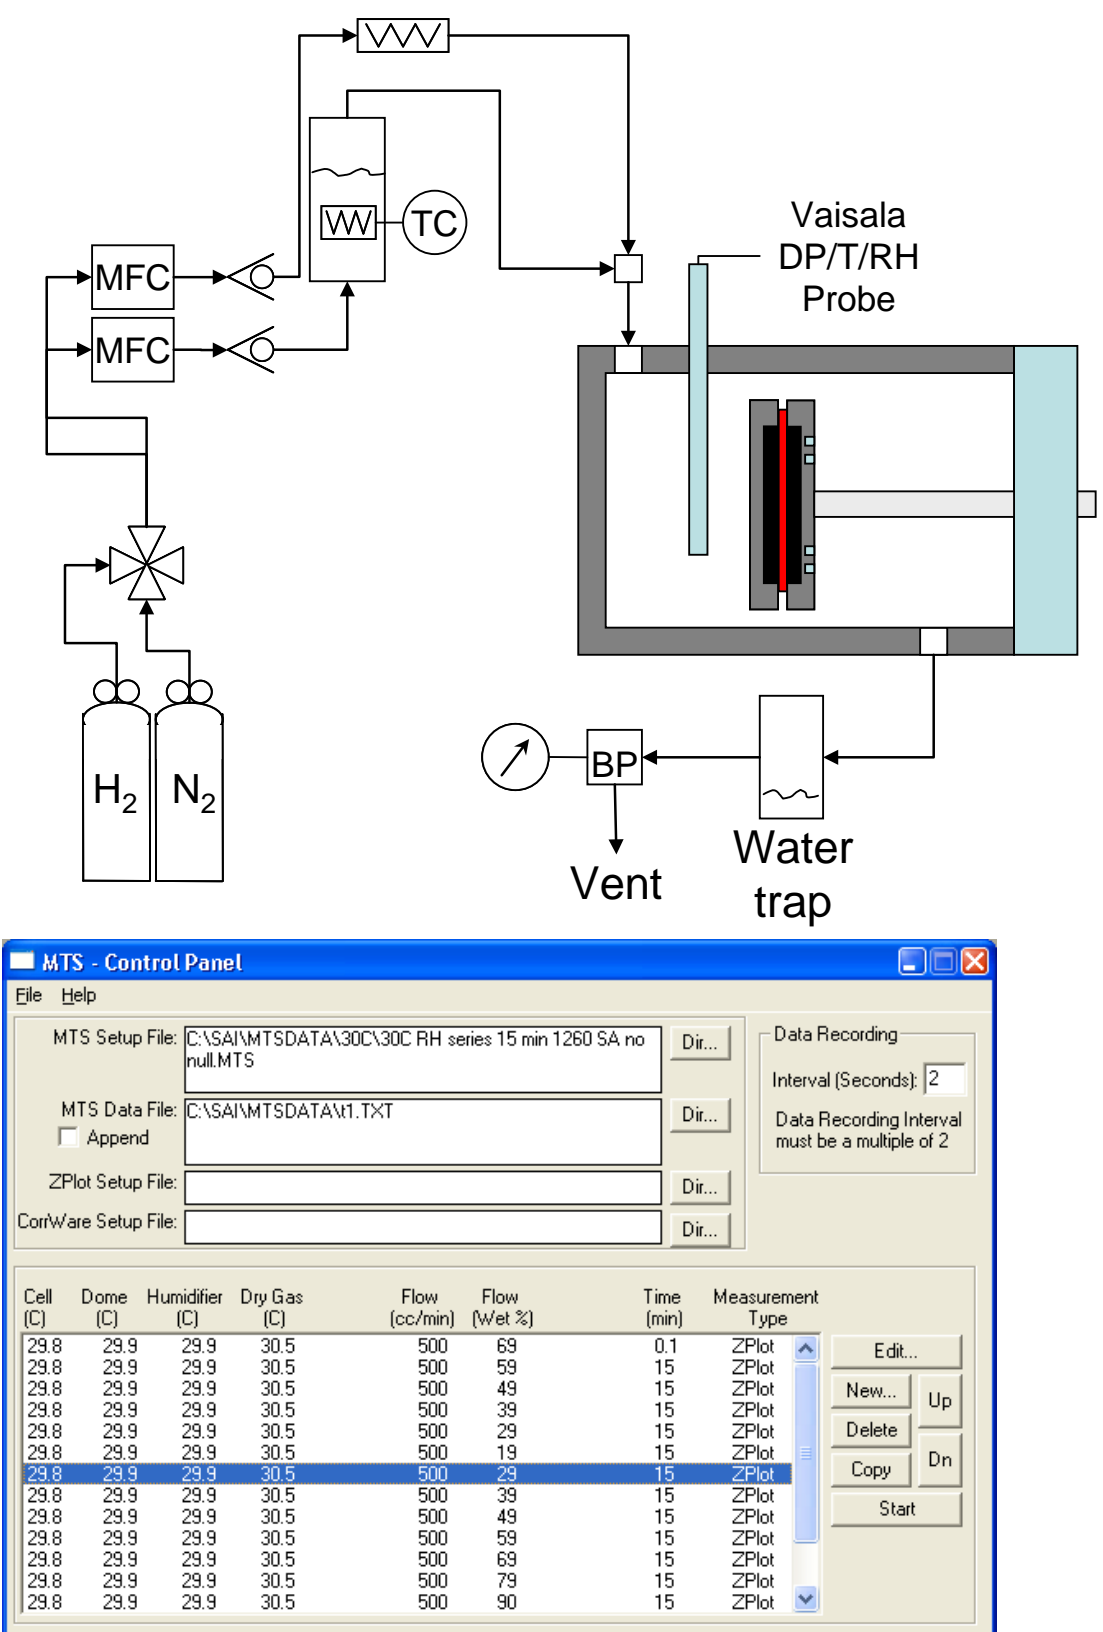 TC
Vaisala
DP/T/RH
Probe
MFC
MFC
H2
N2
BP
Vent
Water
trap
MTS - Control Panel
File Help
MTS Setup File: C:\SAI\MTSDATA\30C\30C RH series 15 min 1260 SA no
null.MTS
Dir...
MTS Data File: C:\SAI\MTSDATA\t1.TXT
Append
Dir...
ZPlot Setup File:
Dir...
CorrWare Setup File:
Dir...
Data Recording
Interval (Seconds): 2
Data Recording Interval
must be a multiple of 2
Cell Dome Humidifier Dry Gas Flow Flow Time Measurement
(C) (C) (C) (C) (cc/min) (Wet %) (min) Type
29.8 29.9 29.9 30.5 500 69 0.1 ZPlot
29.8 29.9 29.9 30.5 500 59 15 ZPlot
29.8 29.9 29.9 30.5 500 49 15 ZPlot
29.8 29.9 29.9 30.5 500 39 15 ZPlot
29.8 29.9 29.9 30.5 500 29 15 ZPlot
29.8 29.9 29.9 30.5 500 19 15 ZPlot
29.8 29.9 29.9 30.5 500 29 15 ZPlot
29.8 29.9 29.9 30.5 500 39 15 ZPlot
29.8 29.9 29.9 30.5 500 49 15 ZPlot
29.8 29.9 29.9 30.5 500 59 15 ZPlot
29.8 29.9 29.9 30.5 500 69 15 ZPlot
29.8 29.9 29.9 30.5 500 79 15 ZPlot
29.8 29.9 29.9 30.5 500 90 15 ZPlot
Edit...
New...
Up
Delete
Copy
Dn
Start